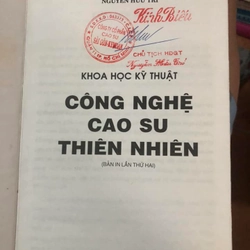 NGUYỄN HỮU TRÍ
Kính Biếu
CHỦ TỊCH HĐQT
KHOA HỌC KỸ THUẬT
CÔNG NGHỆ
CAO SU
THIÊN NHIÊN
(BẢN IN LẦN THỨ HAI)